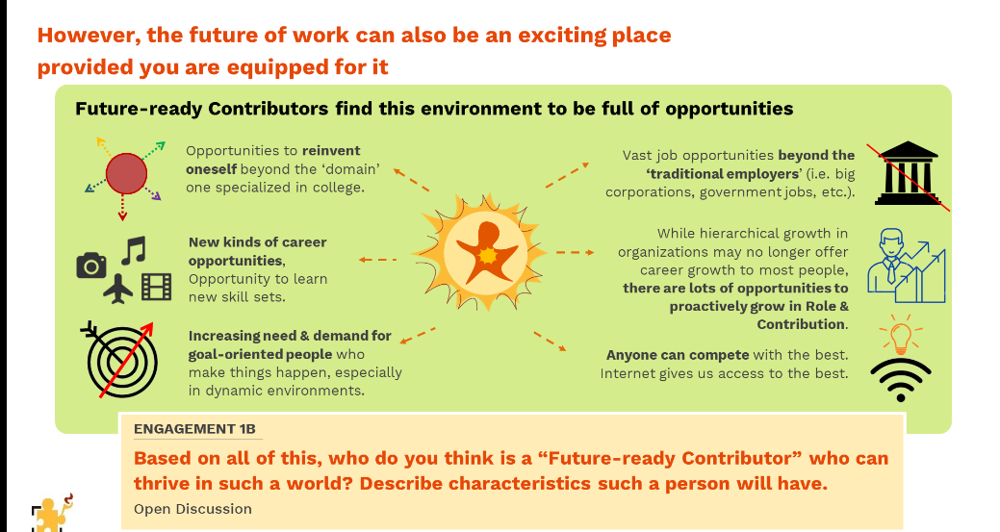 However, the future of work can also be an exciting place
provided you are equipped for it
Future-ready Contributors find this environment to be full of opportunities
Opportunities to reinvent
oneself beyond the ‘domain’
one specialized in college.
New kinds of career
opportunities,
Opportunity to learn
new skill sets.
Increasing need & demand for
goal-oriented people who
make things happen, especially
in dynamic environments.
Vast job opportunities beyond the
‘traditional employers’ (i.e. big
corporations, government jobs, etc.).
While hierarchical growth in
organizations may no longer offer
career growth to most people,
there are lots of opportunities to
proactively grow in Role &
Contribution.
Anyone can compete with the best.
Internet gives us access to the best.
ENGAGEMENT 1B
Based on all of this, who do you think is a “Future-ready Contributor” who can
thrive in such a world? Describe characteristics such a person will have.
Open Discussion